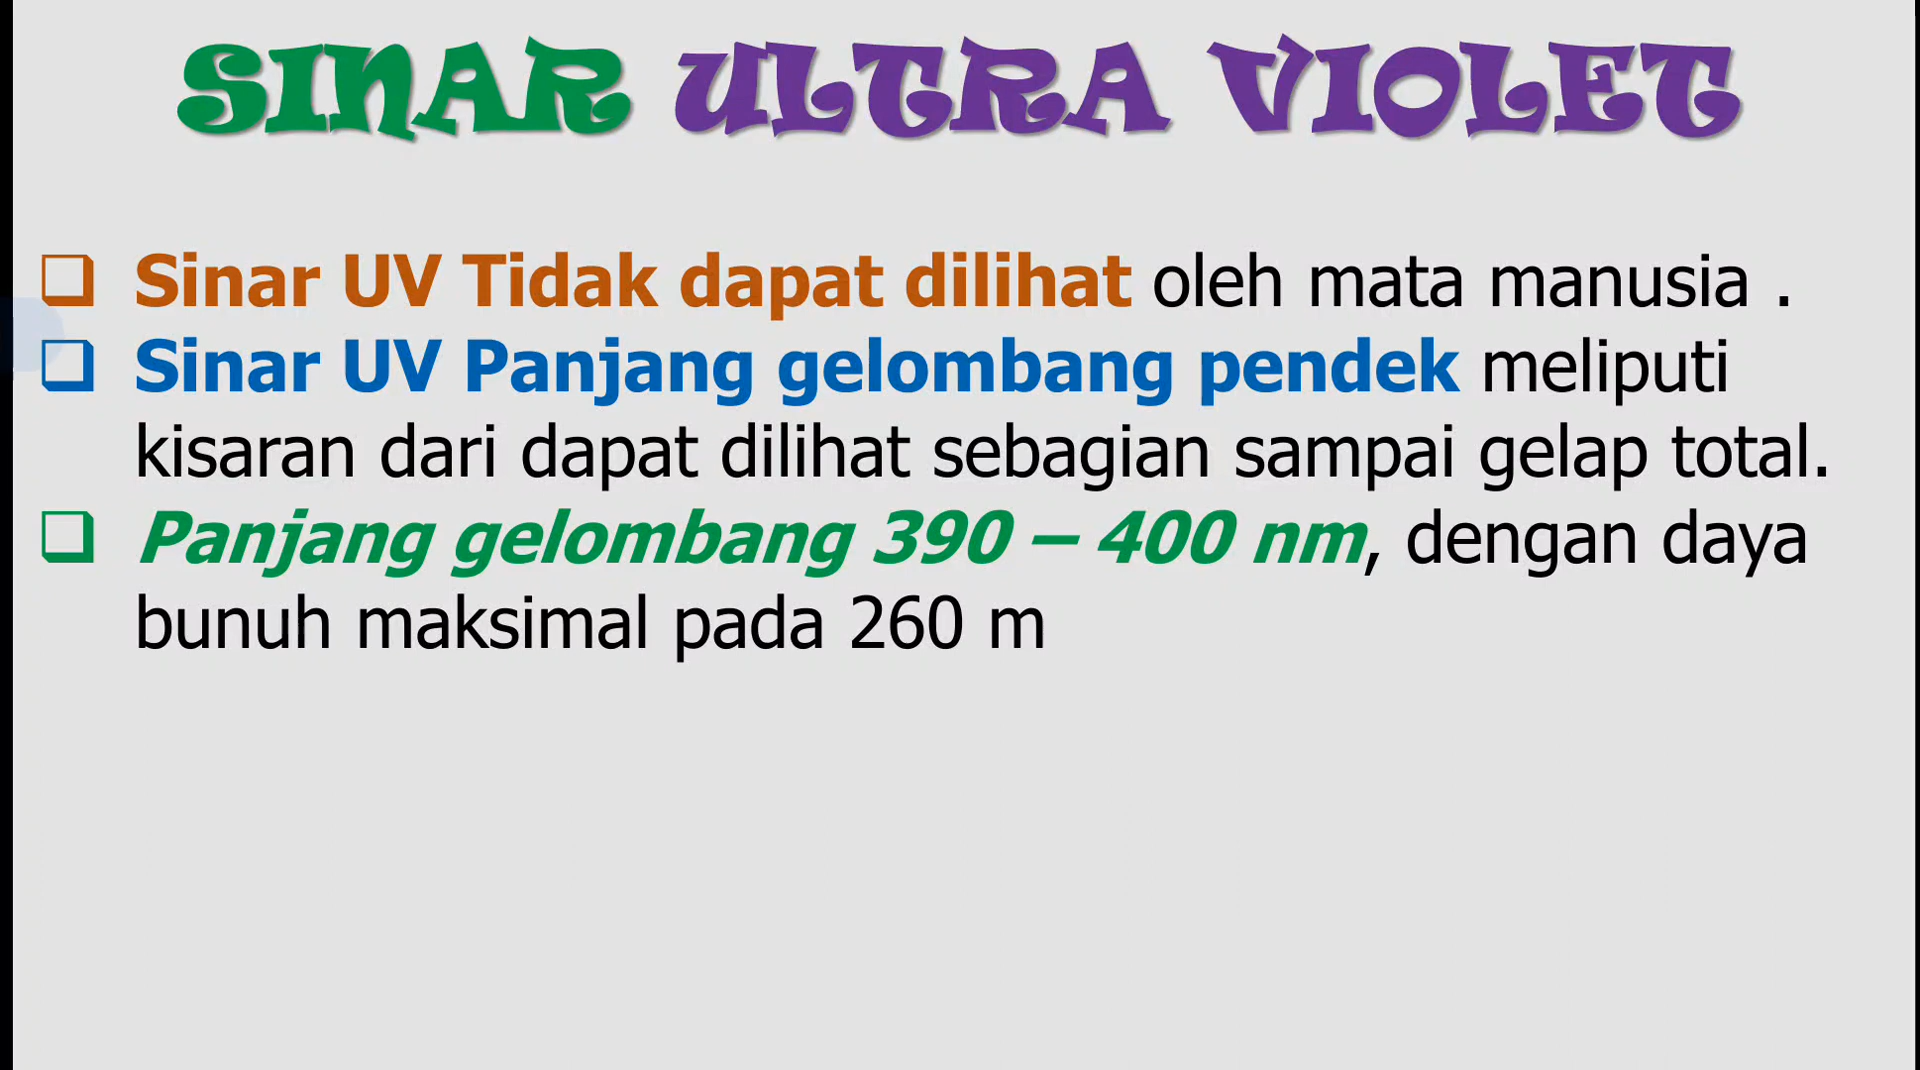 SINAR ULTRA VIOLET
❑ Sinar UV Tidak dapat dilihat oleh mata manusia .
❑ Sinar UV Panjang gelombang pendek meliputi
kisaran dari dapat dilihat sebagian sampai gelap total.
❑ Panjang gelombang 390 – 400 nm, dengan daya
bunuh maksimal pada 260 m